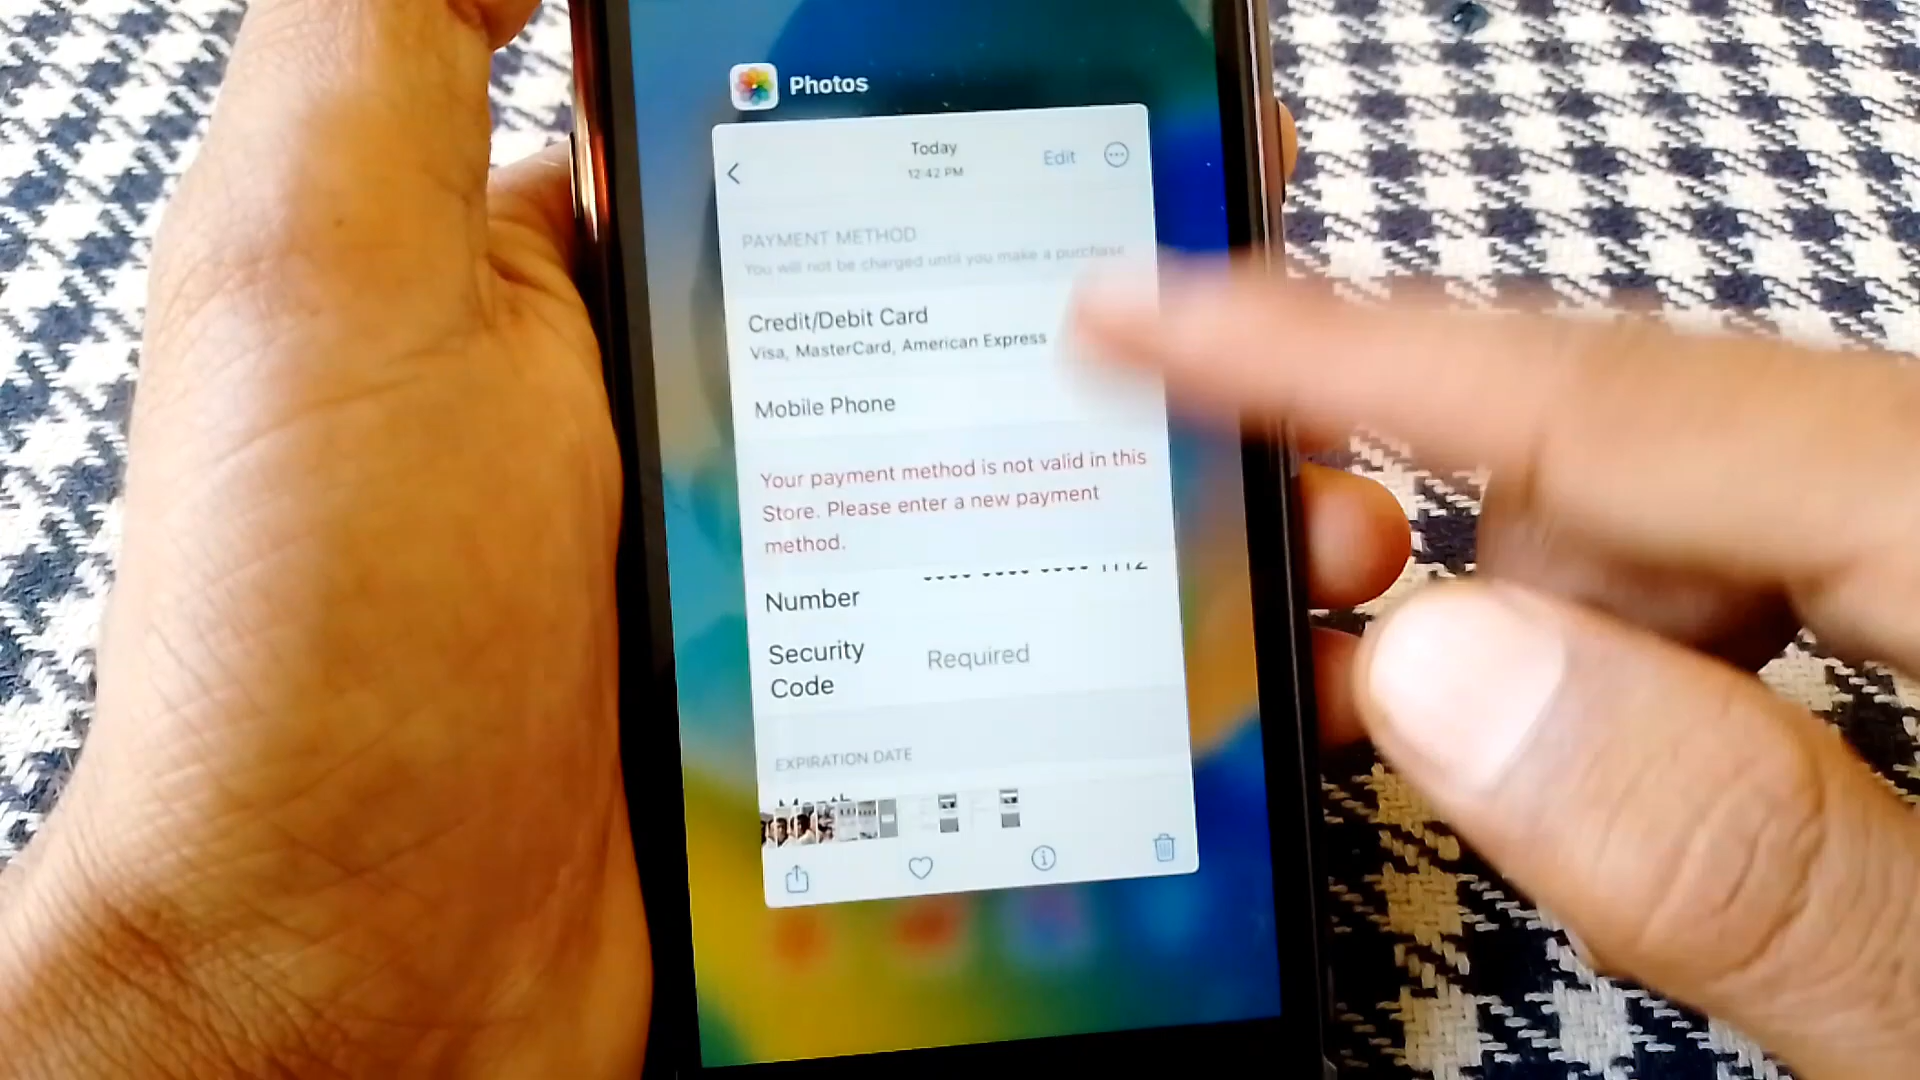 Photos
Today
12:42 PM
Edit
PAYMENT METHOD
You will not be charged until you make a purchase
Credit/Debit Card
Visa, MasterCard, American Express
Mobile Phone
Your payment method is not valid in this
Store. Please enter a new payment
method.
Number
Security
Code
Required
EXPIRATION DATE
Month